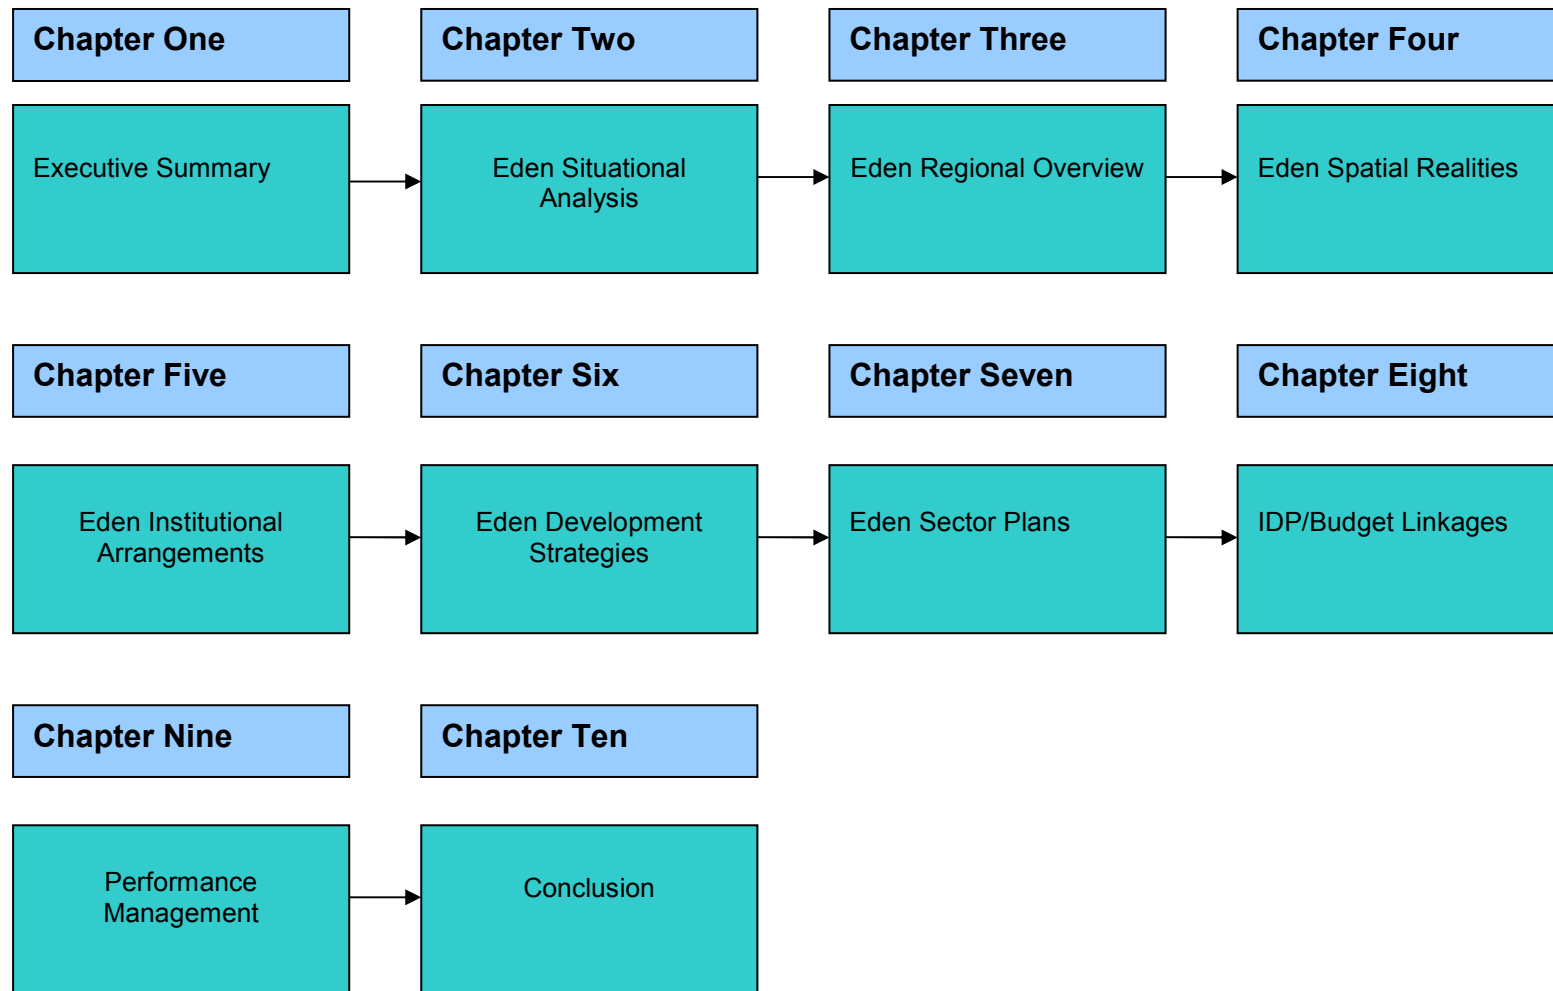 Chapter One
Chapter Two
Chapter Three
Chapter Four
Executive Summary
Eden Situational
Analysis
Eden Regional Overview
Eden Spatial Realities
Chapter Five
Chapter Six
Chapter Seven
Chapter Eight
Eden Institutional
Arrangements
Eden Development
Strategies
Eden Sector Plans
IDP/Budget Linkages
Chapter Nine
Chapter Ten
Performance
Management
Conclusion